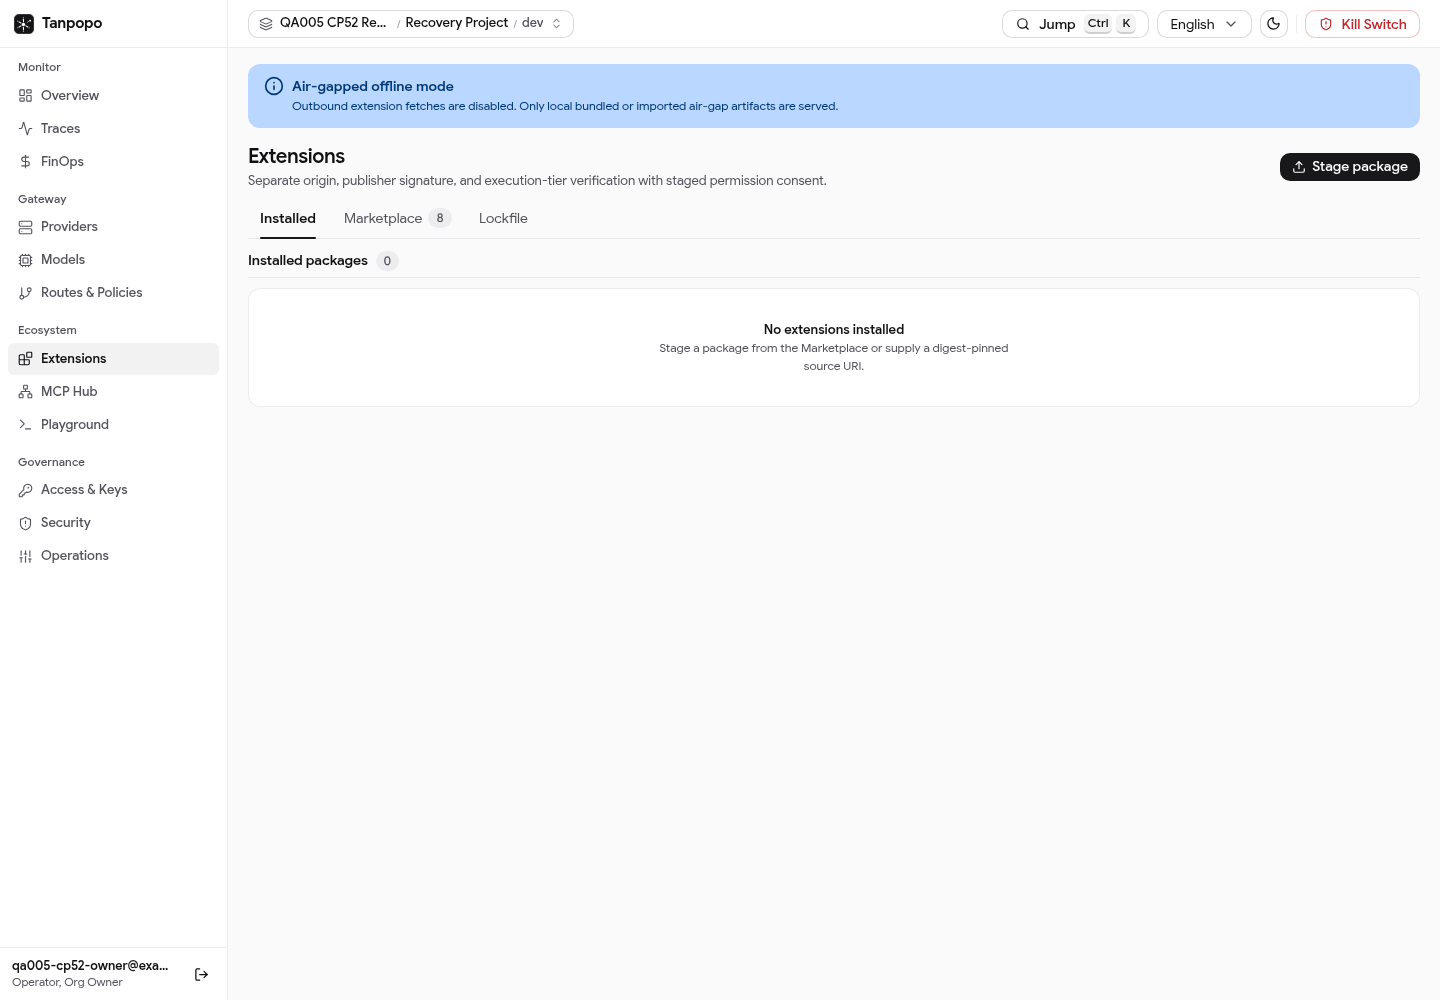 Tanpopo
QA005 CP52 Re... / Recovery Project / dev
Jump Ctrl K
English
Kill Switch
Monitor
Overview
Traces
FinOps
Gateway
Providers
Models
Routes & Policies
Ecosystem
Extensions
MCP Hub
Playground
Governance
Access & Keys
Security
Operations
qa005-cp52-owner@exa...
Operator, Org Owner
Air-gapped offline mode
Outbound extension fetches are disabled. Only local bundled or imported air-gap artifacts are served.
Extensions
Separate origin, publisher signature, and execution-tier verification with staged permission consent.
Stage package
Installed Marketplace 8 Lockfile
Installed packages 0
No extensions installed
Stage a package from the Marketplace or supply a digest-pinned
source URI.